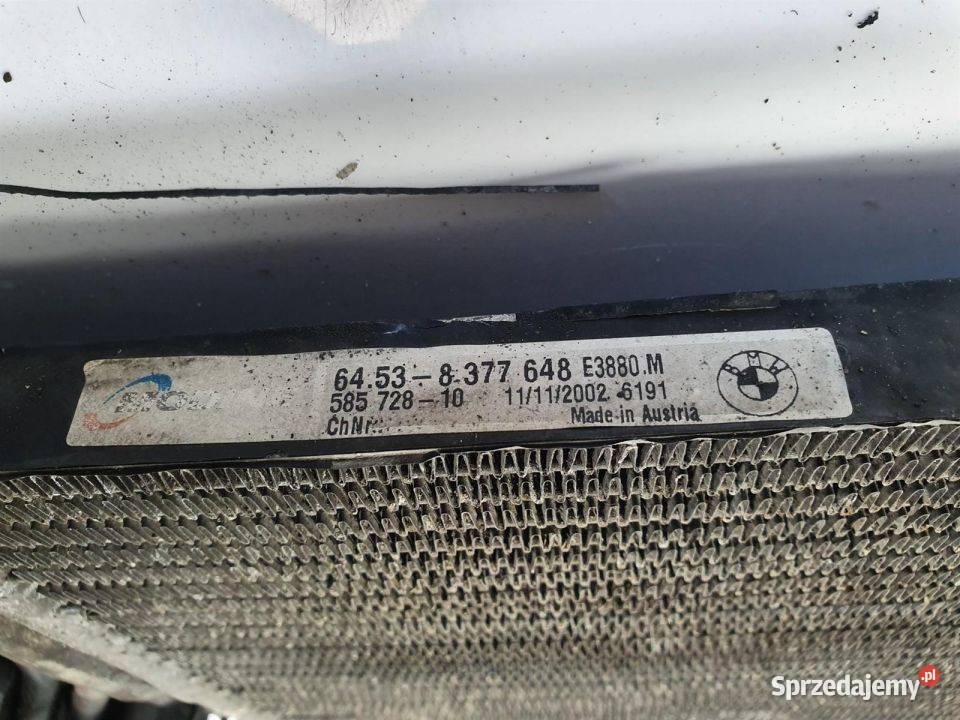 64.53-8 377 648 E3880.M
585 728-10 11/11/2002 6191
ChNr.:
Made in Austria
Sprzedajemy.pl